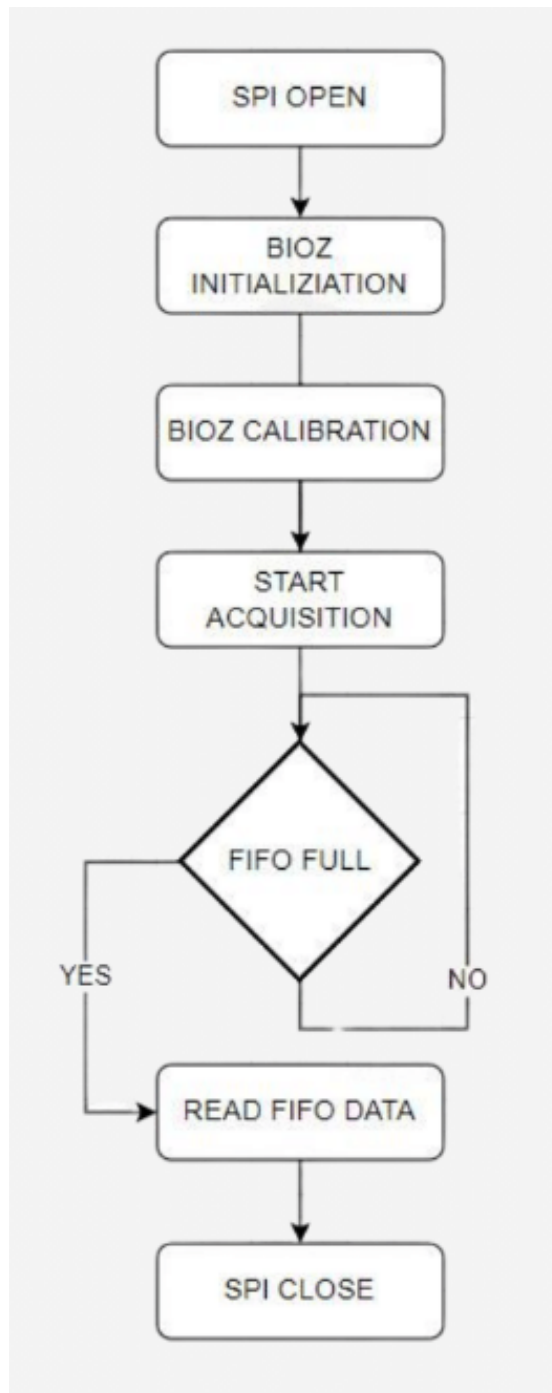 SPI OPEN
BIOZ
INITIALIZIATION
BIOZ CALIBRATION
START
ACQUISITION
FIFO FULL
YES
NO
READ FIFO DATA
SPI CLOSE